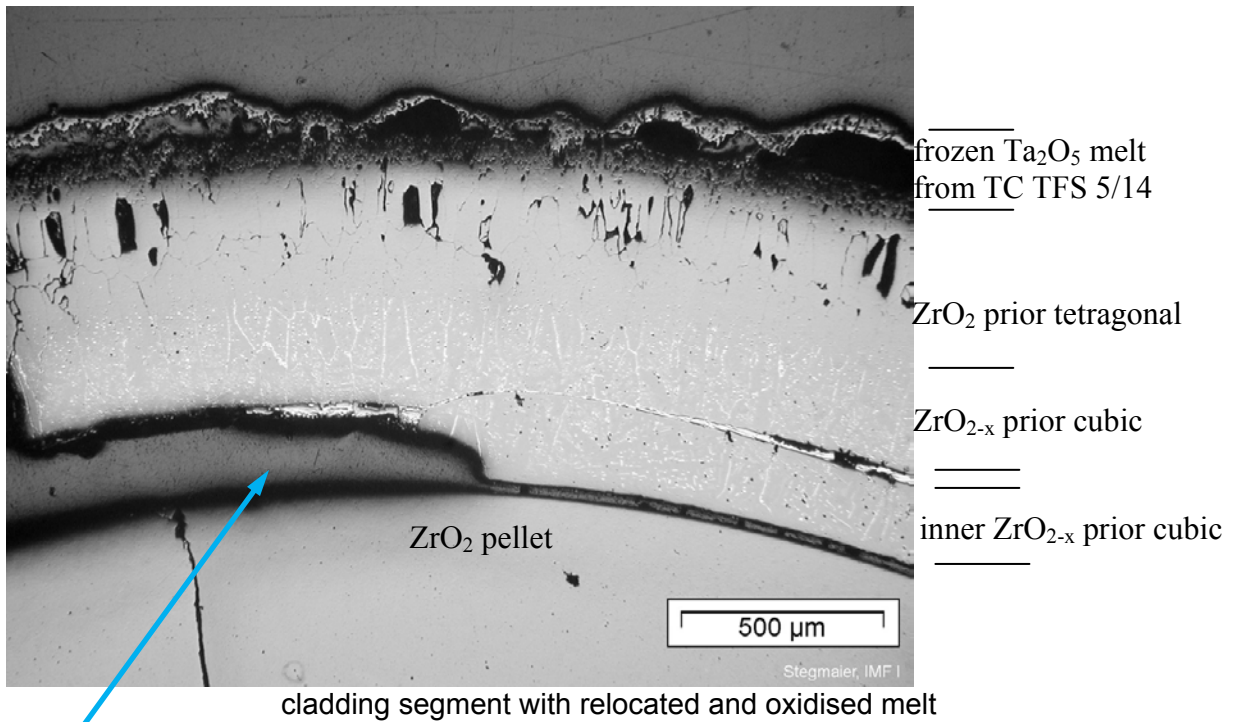 frozen Ta₂O₅ melt
from TC TFS 5/14
ZrO₂ prior tetragonal
ZrO₂₋ₓ prior cubic
inner ZrO₂₋ₓ prior cubic
ZrO₂ pellet
500 µm
Stegmaier, IMF I
cladding segment with relocated and oxidised melt